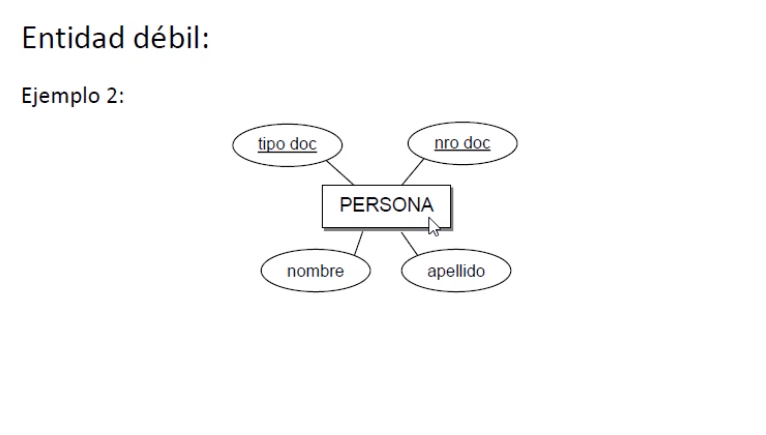 Entidad débil:
Ejemplo 2:
tipo doc
nro doc
PERSONA
nombre
apellido